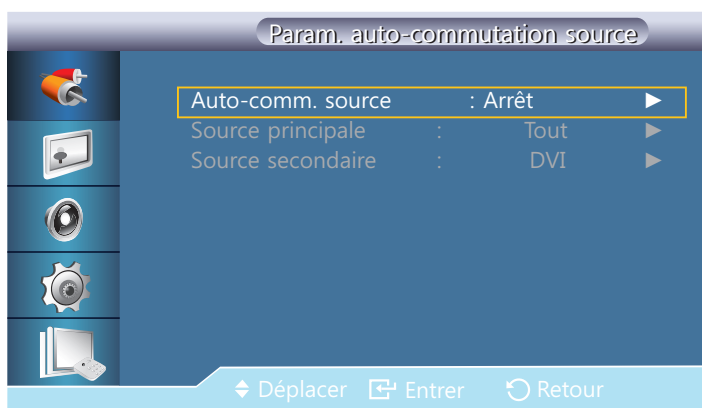 Param. auto-commutation source
Auto-comm. source : Arrêt
Source principale : Tout
Source secondaire : DVI
Déplacer Entrer Retour